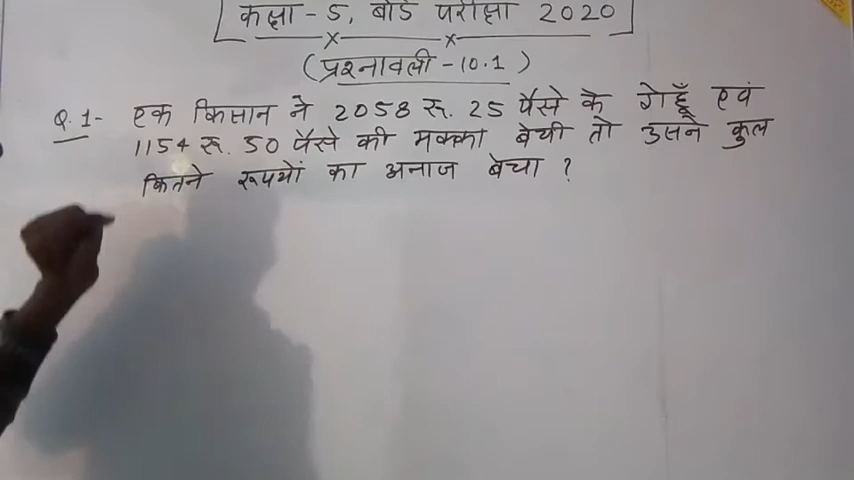 कक्षा - 5, बोर्ड परीक्षा 2020
(प्रश्नावली - 10.1)
Q.1- एक किसान ने 2058 रू. 25 पैसे के गेहूँ एवं
1154 रू. 50 पैसे की मक्का बेची तो उसने कुल
कितने रूपयों का अनाज बेचा ?